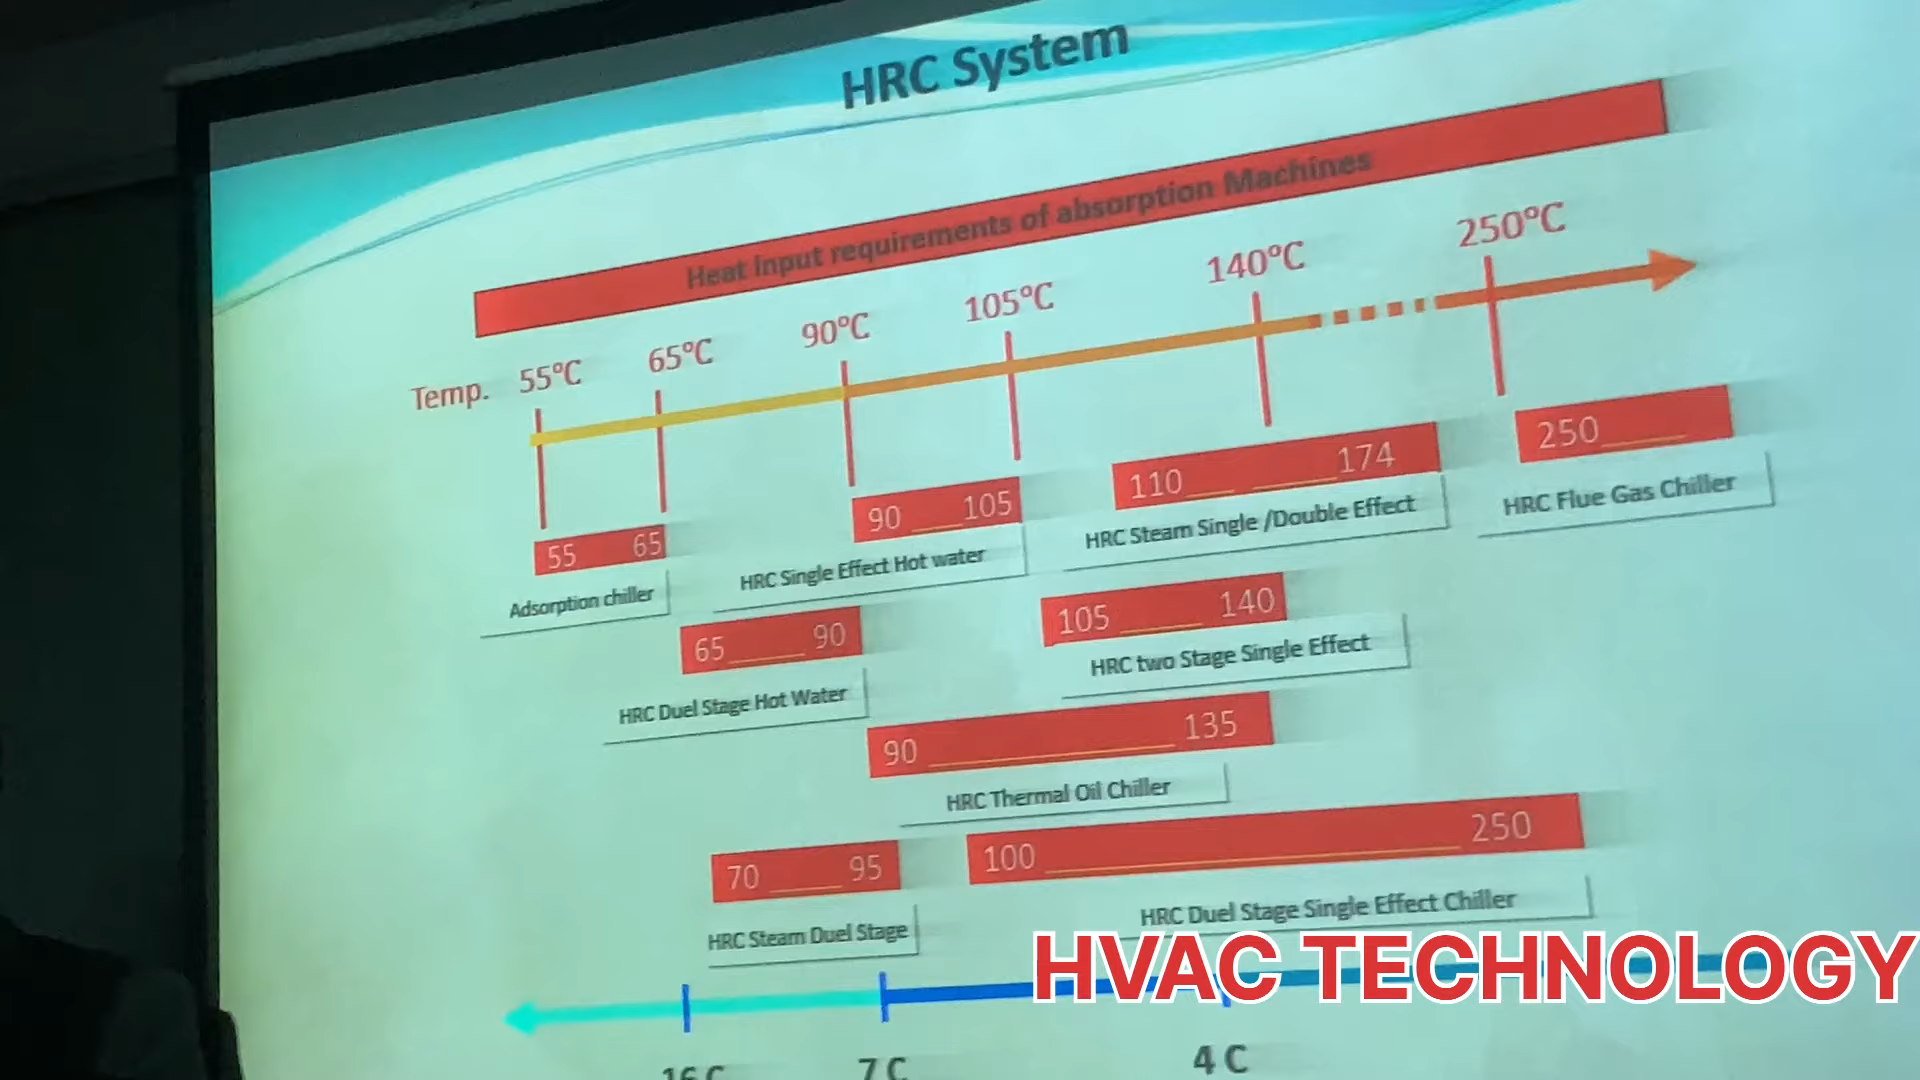 HRC System
Heat input requirements of absorption Machines
Temp. 55°C 65°C 90°C 105°C 140°C 250°C
250
110 174
HRC Flue Gas Chiller
90 105
HRC Steam Single /Double Effect
55 65
HRC Single Effect Hot water
Adsorption chiller
105 140
65 90
HRC two Stage Single Effect
HRC Duel Stage Hot Water
90 135
HRC Thermal Oil Chiller
100 250
70 95
HRC Duel Stage Single Effect Chiller
HRC Steam Duel Stage
HVAC TECHNOLOGY
16 C 7 C 4 C